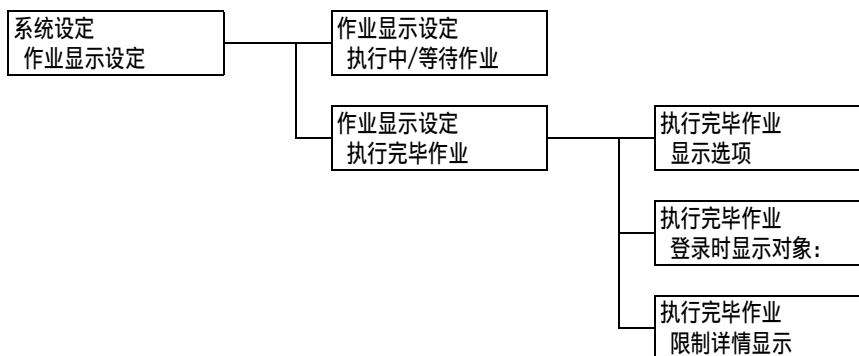 系统设定
作业显示设定
作业显示设定
执行中/等待作业
作业显示设定
执行完毕作业
执行完毕作业
显示选项
执行完毕作业
登录时显示对象:
执行完毕作业
限制详情显示